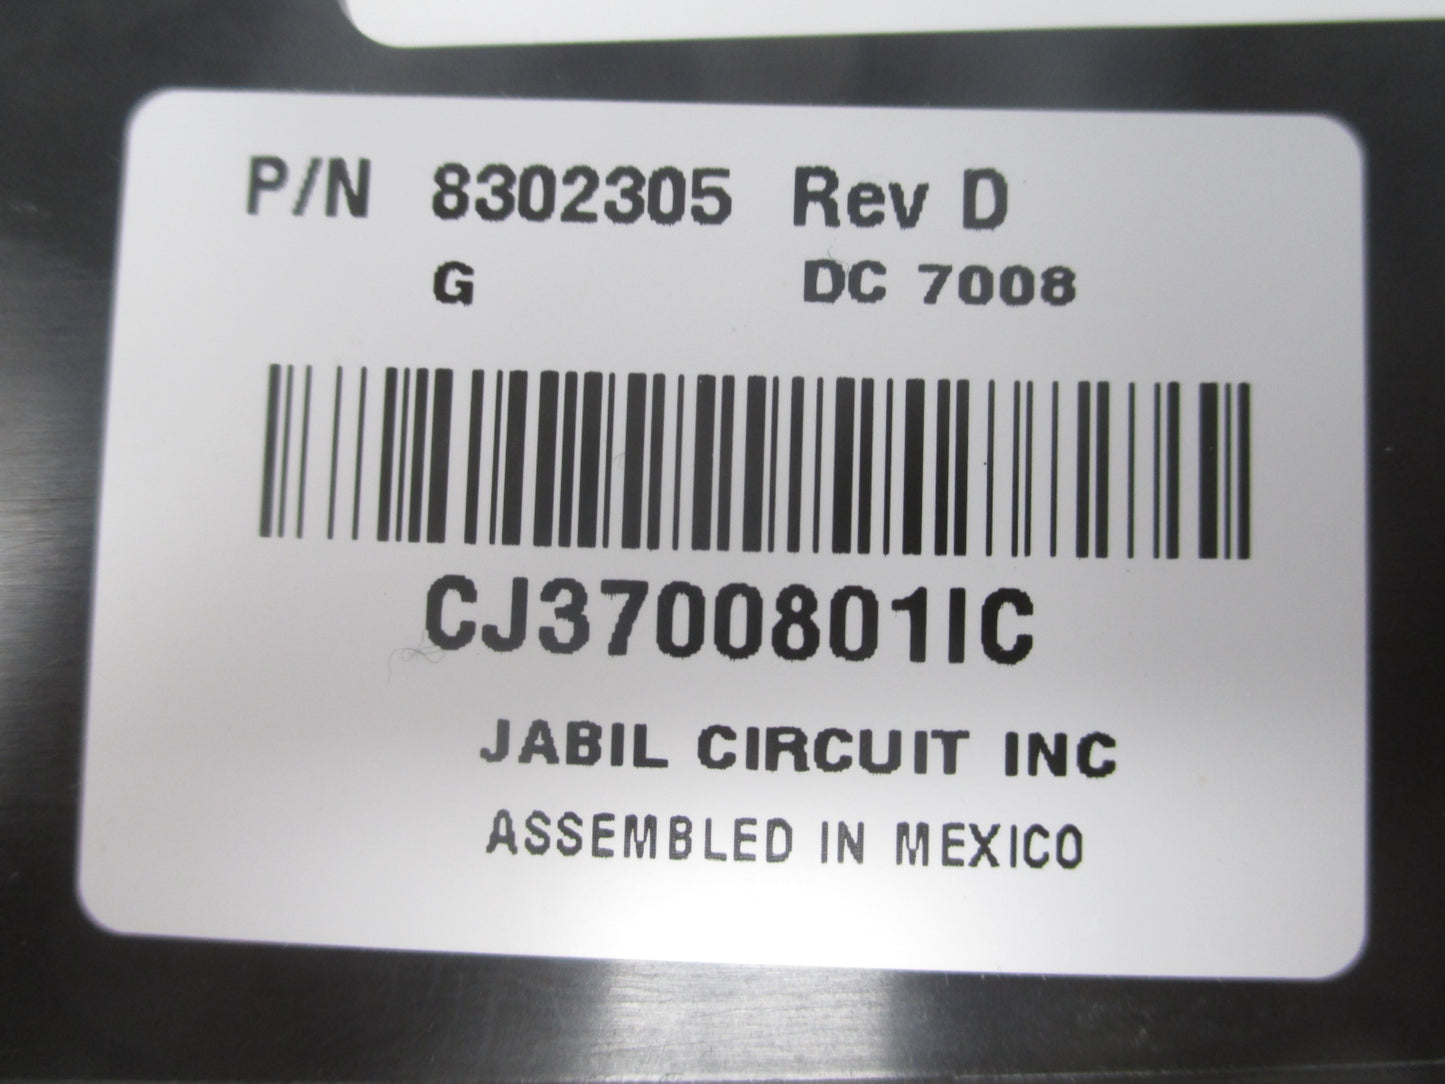 P/N 8302305 Rev D
G DC 7008
CJ3700801IC
JABIL CIRCUIT INC
ASSEMBLED IN MEXICO